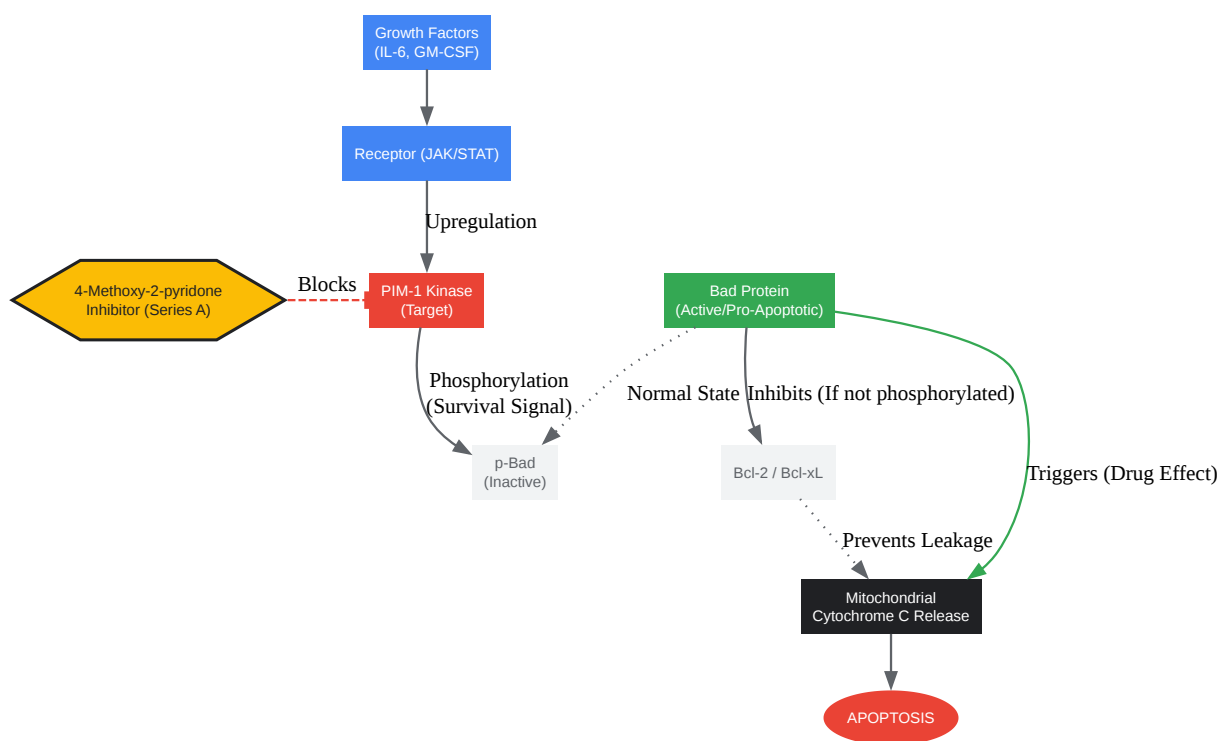 Growth Factors
(IL-6, GM-CSF)
Receptor (JAK/STAT)
Upregulation
4-Methoxy-2-pyridone
Inhibitor (Series A)
Blocks
PIM-1 Kinase
(Target)
Bad Protein
(Active/Pro-Apoptotic)
Phosphorylation
(Survival Signal)
Normal State
Inhibits (If not phosphorylated)
p-Bad
(Inactive)
Bcl-2 / Bcl-xL
Triggers (Drug Effect)
Prevents Leakage
Mitochondrial
Cytochrome C Release
APOPTOSIS